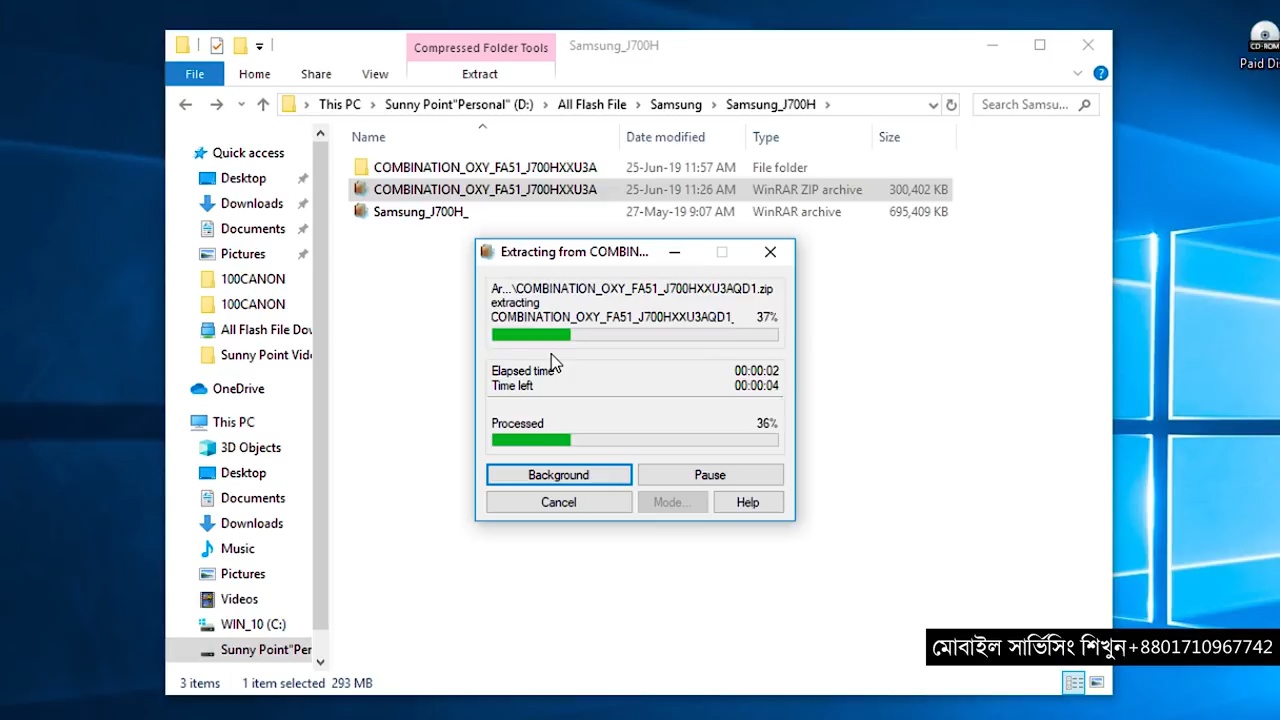 Compressed Folder Tools
Samsung_J700H
File
Home
Share
View
Extract
This PC
Sunny Point"Personal" (D:)
All Flash File
Samsung
Samsung_J700H
Search Samsu...
Name
Date modified
Type
Size
COMBINATION_OXY_FA51_J700HXXU3A
25-Jun-19 11:57 AM
File folder
COMBINATION_OXY_FA51_J700HXXU3A
25-Jun-19 11:26 AM
WinRAR ZIP archive
300,402 KB
Samsung_J700H_
27-May-19 9:07 AM
WinRAR archive
695,409 KB
Quick access
Desktop
Downloads
Documents
Pictures
100CANON
100CANON
All Flash File Dov
Sunny Point Vide
OneDrive
This PC
3D Objects
Desktop
Documents
Downloads
Music
Pictures
Videos
WIN_10 (C:)
Sunny Point"Per
Extracting from COMBIN...
Ar...\COMBINATION_OXY_FA51_J700HXXU3AQD1.zip
extracting
COMBINATION_OXY_FA51_J700HXXU3AQD1_ 37%
Elapsed time 00:00:02
Time left 00:00:04
Processed 36%
Background
Pause
Cancel
Mode...
Help
3 items
1 item selected 293 MB
CD-ROM
Paid Dis
মোবাইল সার্ভিসিং শিখুন+8801710967742